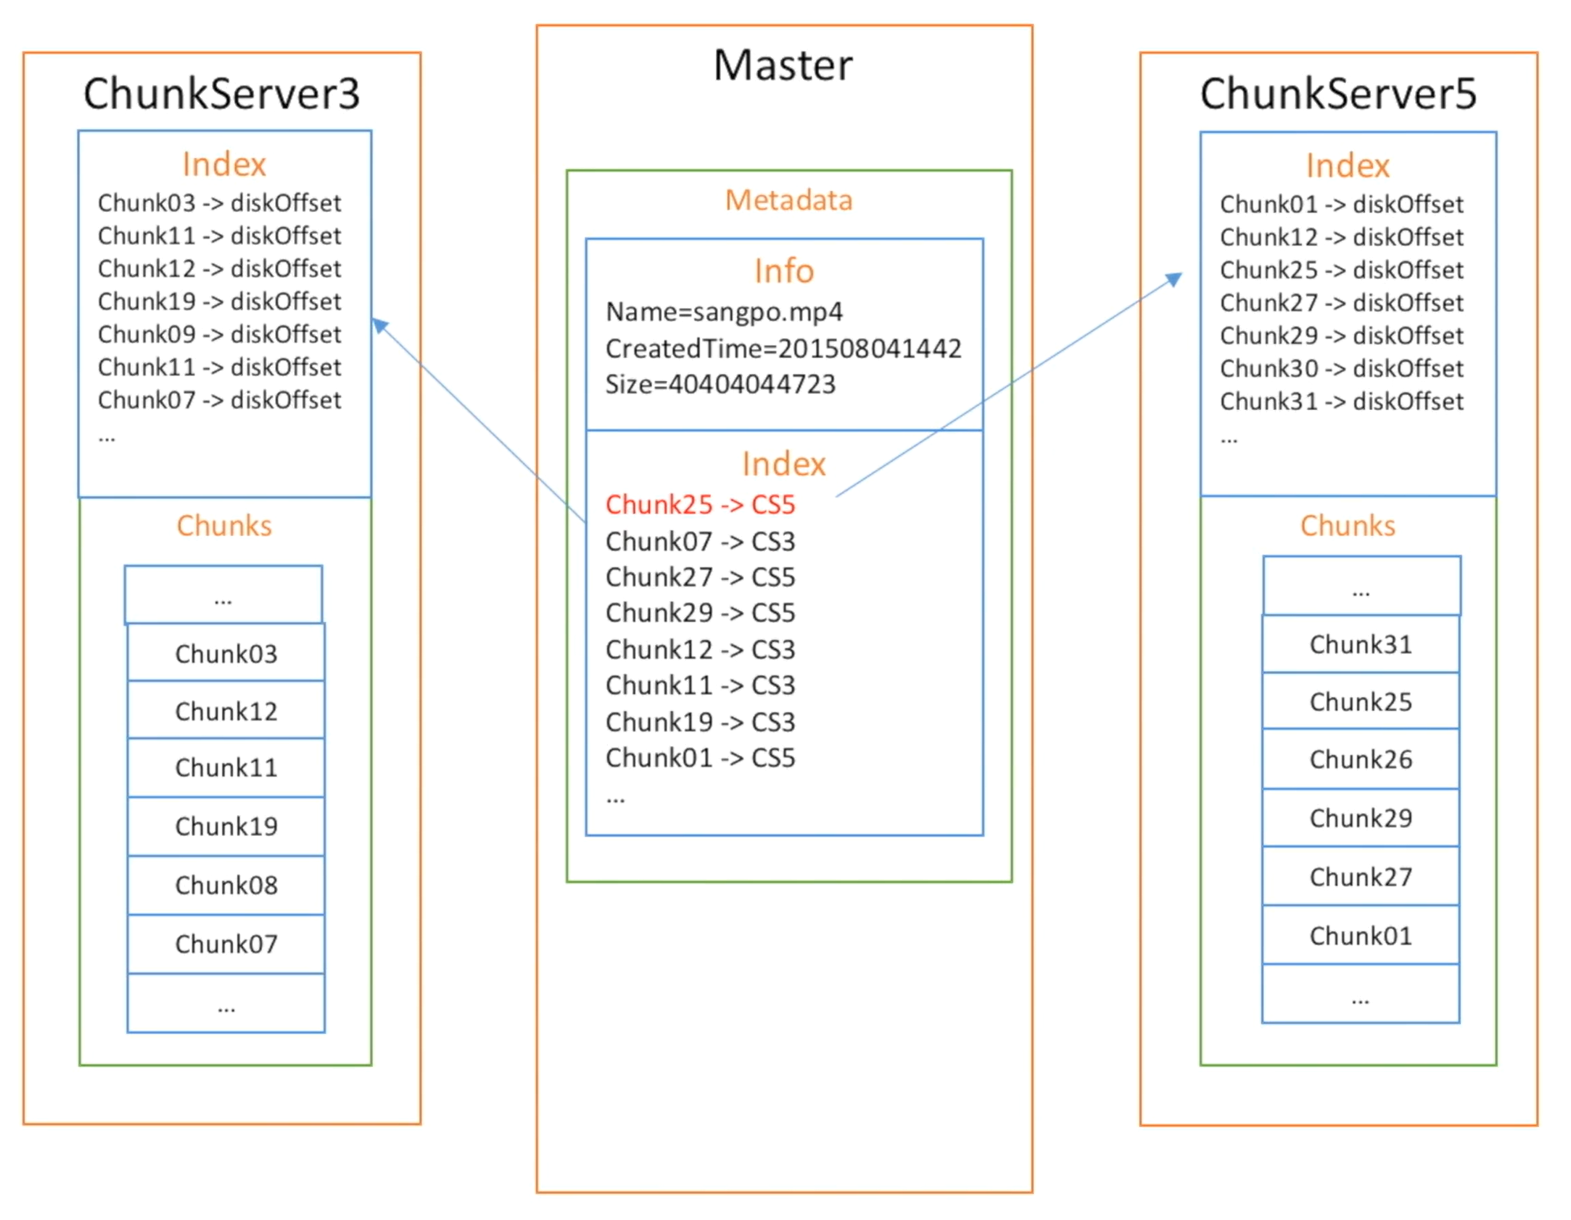 ChunkServer3
Index
Chunk03 -> diskOffset
Chunk11 -> diskOffset
Chunk12 -> diskOffset
Chunk19 -> diskOffset
Chunk09 -> diskOffset
Chunk11 -> diskOffset
Chunk07 -> diskOffset
...
Chunks
...
Chunk03
Chunk12
Chunk11
Chunk19
Chunk08
Chunk07
...
Master
Metadata
Info
Name=sangpo.mp4
CreatedTime=201508041442
Size=40404044723
Index
Chunk25 -> CS5
Chunk07 -> CS3
Chunk27 -> CS5
Chunk29 -> CS5
Chunk12 -> CS3
Chunk11 -> CS3
Chunk19 -> CS3
Chunk01 -> CS5
...
ChunkServer5
Index
Chunk01 -> diskOffset
Chunk12 -> diskOffset
Chunk25 -> diskOffset
Chunk27 -> diskOffset
Chunk29 -> diskOffset
Chunk30 -> diskOffset
Chunk31 -> diskOffset
...
Chunks
...
Chunk31
Chunk25
Chunk26
Chunk29
Chunk27
Chunk01
...